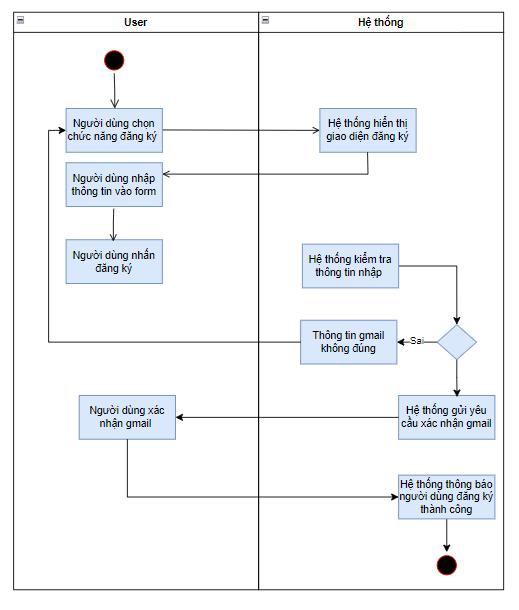 User
Hệ thống
Người dùng chọn
chức năng đăng ký
Hệ thống hiển thị
giao diện đăng ký
Người dùng nhập
thông tin vào form
Người dùng nhấn
đăng ký
Hệ thống kiểm tra
thông tin nhập
Thông tin gmail
không đúng
Sai
Người dùng xác
nhận gmail
Hệ thống gửi yêu
cầu xác nhận gmail
Hệ thống thông báo
người dùng đăng ký
thành công